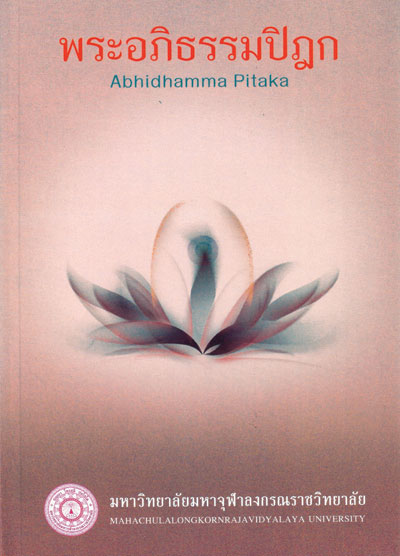 พระอภิธรรมปิฎก
Abhidhamma Pitaka
มหาวิทยาลัยมหาจุฬาลงกรณราชวิทยาลัย
MAHACHULALONGKORNRAJAVIDYALAYA UNIVERSITY